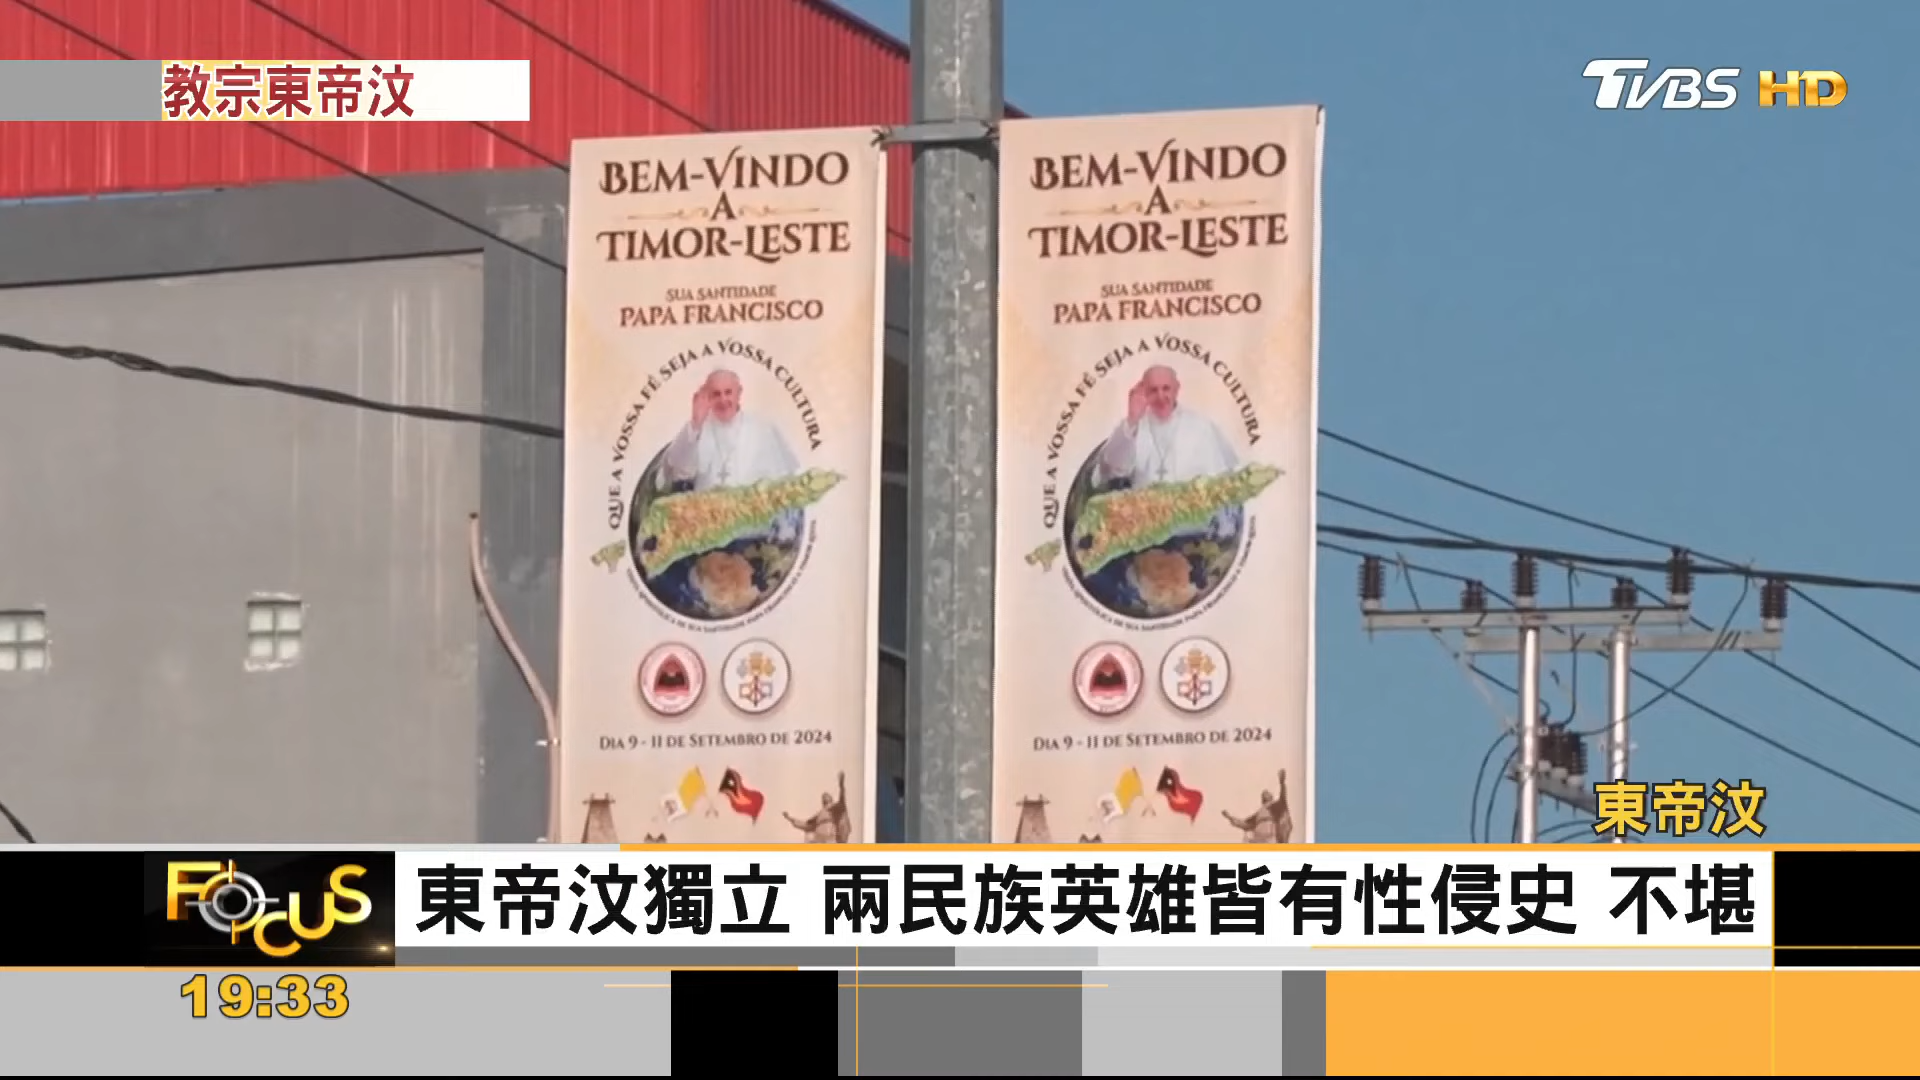 教宗東帝汶
TVBS HD
BEM-VINDO
A
TIMOR-LESTE
SUA SANTIDADE
PAPA FRANCISCO
QUE A VOSSA FÉ SEJA A VOSSA CULTURA
DIA 9 - 11 DE SETEMBRO DE 2024
BEM-VINDO
A
TIMOR-LESTE
SUA SANTIDADE
PAPA FRANCISCO
QUE A VOSSA FÉ SEJA A VOSSA CULTURA
DIA 9 - 11 DE SETEMBRO DE 2024
東帝汶
FOCUS
東帝汶獨立 兩民族英雄皆有性侵史 不堪
19:33